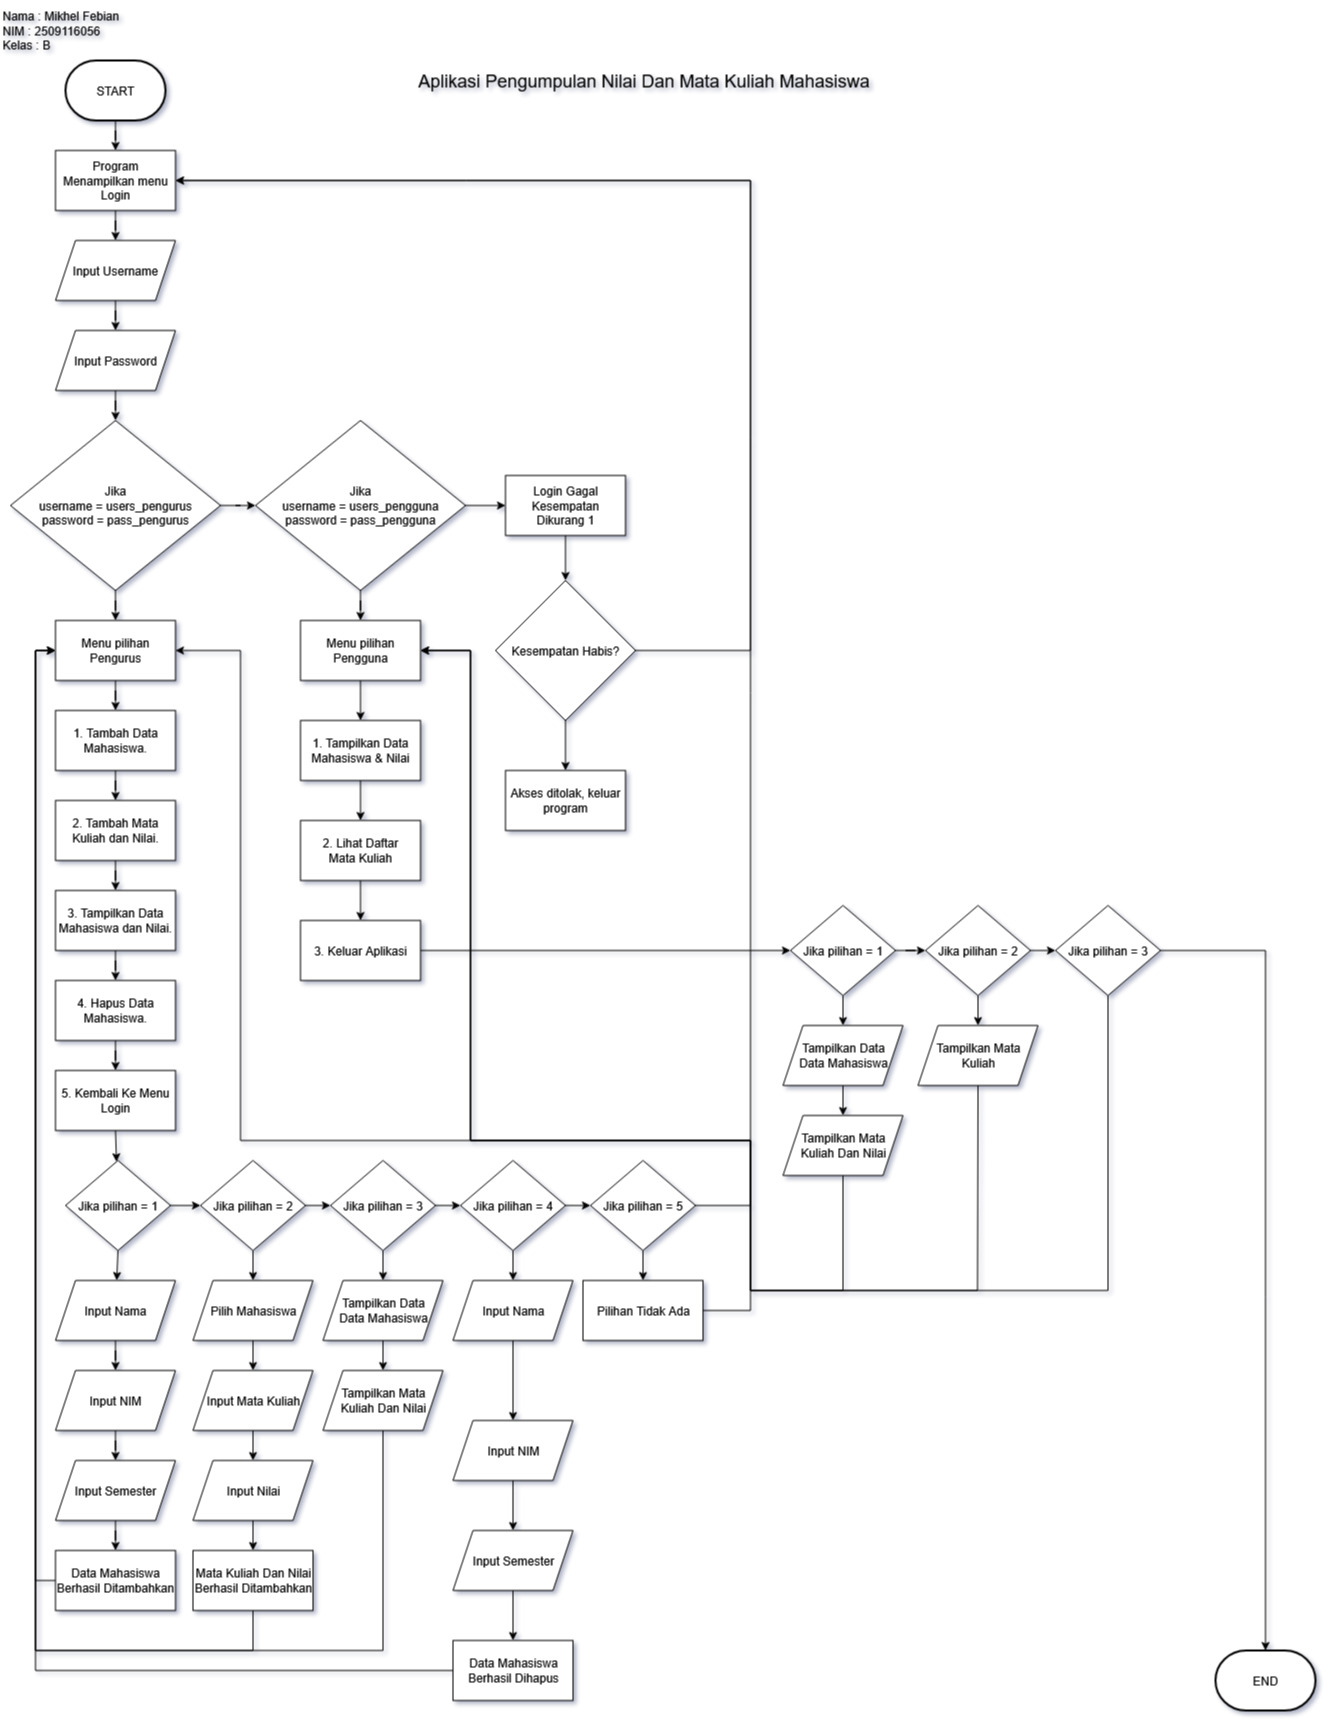 Nama : Mikhel Febian
NIM : 2509116056
Kelas : B
Aplikasi Pengumpulan Nilai Dan Mata Kuliah Mahasiswa
START
Program
Menampilkan menu
Login
Input Username
Input Password
Jika
username = users_pengurus
password = pass_pengurus
Jika
username = users_pengguna
password = pass_pengguna
Login Gagal
Kesempatan
Dikurang 1
Kesempatan Habis?
Akses ditolak, keluar
program
Menu pilihan
Pengurus
1. Tambah Data
Mahasiswa.
2. Tambah Mata
Kuliah dan Nilai.
3. Tampilkan Data
Mahasiswa dan Nilai.
4. Hapus Data
Mahasiswa.
5. Kembali Ke Menu
Login
Menu pilihan
Pengguna
1. Tampilkan Data
Mahasiswa & Nilai
2. Lihat Daftar
Mata Kuliah
3. Keluar Aplikasi
Jika pilihan = 1
Jika pilihan = 2
Jika pilihan = 3
Tampilkan Data
Data Mahasiswa
Tampilkan Mata
Kuliah Dan Nilai
Tampilkan Mata
Kuliah
Jika pilihan = 1
Jika pilihan = 2
Jika pilihan = 3
Jika pilihan = 4
Jika pilihan = 5
Input Nama
Input NIM
Input Semester
Data Mahasiswa
Berhasil Ditambahkan
Pilih Mahasiswa
Input Mata Kuliah
Input Nilai
Mata Kuliah Dan Nilai
Berhasil Ditambahkan
Tampilkan Data
Data Mahasiswa
Tampilkan Mata
Kuliah Dan Nilai
Input Nama
Input NIM
Input Semester
Data Mahasiswa
Berhasil Dihapus
Pilihan Tidak Ada
END